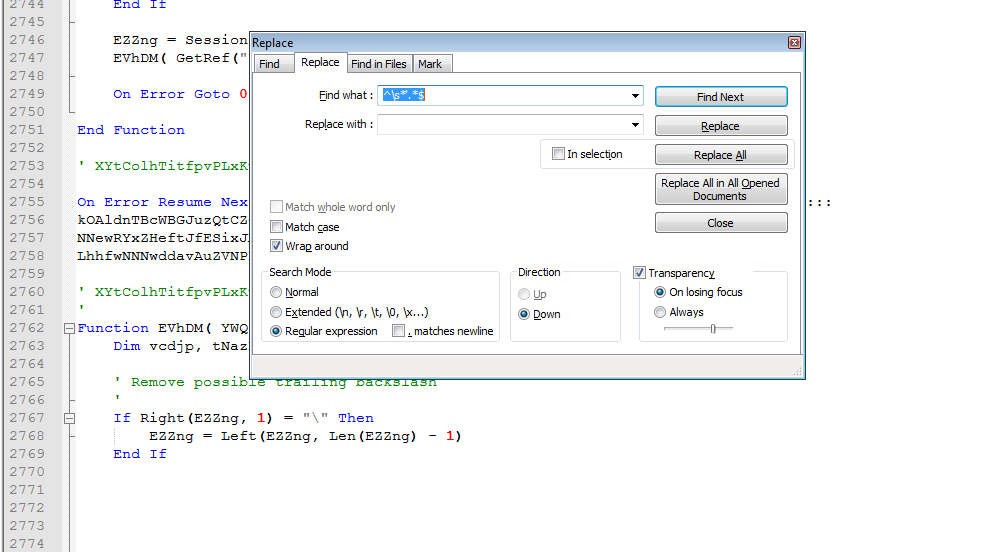 2744 End If
2745
2746 EZZng = Session
2747 EVhDM( GetRef("
2748
2749 On Error Goto 0
2750
2751 End Function
2752
2753 ' XYtColhTitfpvPLxK
2754
2755 On Error Resume Nex :::
2756 kOAldnTBcWBGJuzQtCZ
2757 NNewRYxZHeftJfESixJ
2758 LhhfwNNNwddavAuZVNP
2759
2760 ' XYtColhTitfpvPLxK
2761 '
2762 Function EVhDM( YWQ
2763 Dim vcdjp, tNaz
2764
2765 ' Remove possible trailing backslash
2766 '
2767 If Right(EZZng, 1) = "\" Then
2768 EZZng = Left(EZZng, Len(EZZng) - 1)
2769 End If
2770
2771
2772
2773
2774
Replace
Find Replace Find in Files Mark
Find what : ^\s*'.*$ Find Next
Replace with : Replace
In selection Replace All
Replace All in All Opened
Documents
Close
Match whole word only
Match case
Wrap around
Search Mode Direction Transparency
Normal Up On losing focus
Extended (\n, \r, \t, \0, \x...) Down Always
Regular expression . matches newline